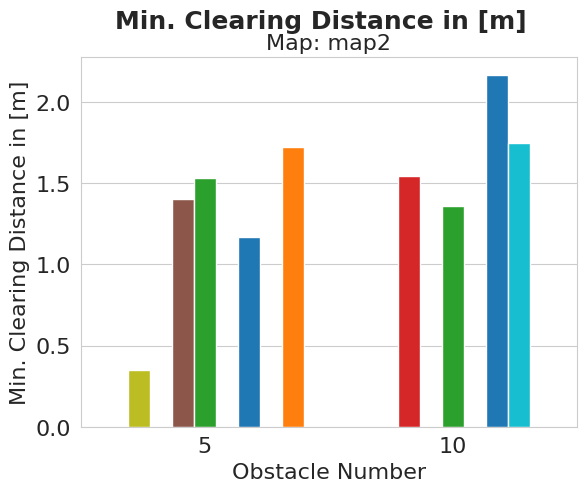 Min. Clearing Distance in [m]
Map: map2
Min. Clearing Distance in [m]
2.0
1.5
1.0
0.5
0.0
5
10
Obstacle Number